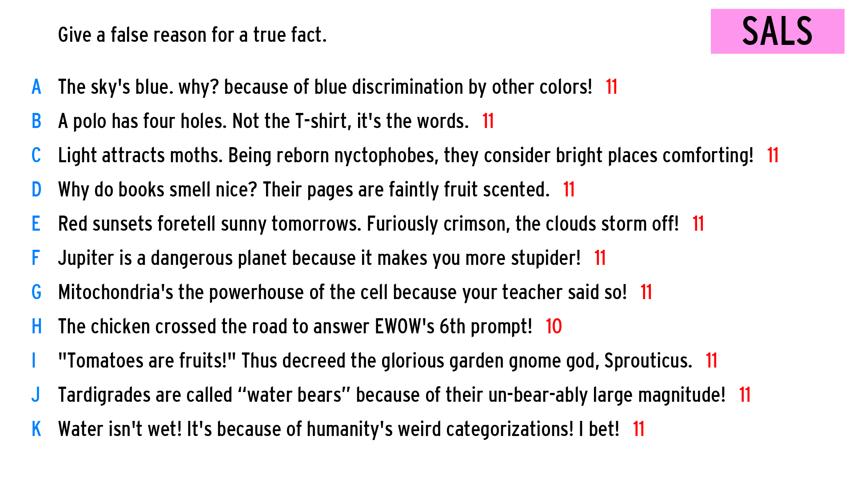 Give a false reason for a true fact.
SALS
A The sky's blue. why? because of blue discrimination by other colors! 11
B A polo has four holes. Not the T-shirt, it's the words. 11
C Light attracts moths. Being reborn nyctophobes, they consider bright places comforting! 11
D Why do books smell nice? Their pages are faintly fruit scented. 11
E Red sunsets foretell sunny tomorrows. Furiously crimson, the clouds storm off! 11
F Jupiter is a dangerous planet because it makes you more stupider! 11
G Mitochondria's the powerhouse of the cell because your teacher said so! 11
H The chicken crossed the road to answer EWOW's 6th prompt! 10
I "Tomatoes are fruits!" Thus decreed the glorious garden gnome god, Sprouticus. 11
J Tardigrades are called “water bears” because of their un-bear-ably large magnitude! 11
K Water isn't wet! It's because of humanity's weird categorizations! I bet! 11